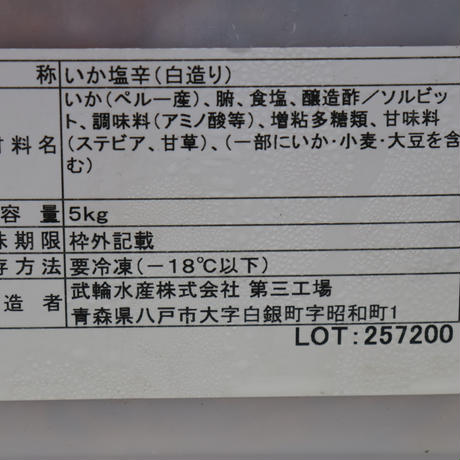 称 いか塩辛(白造り)
いか(ペルー産)、腑、食塩、醸造酢/ソルビッ
ト、調味料(アミノ酸等)、増粘多糖類、甘味料
材料名 (ステビア、甘草)、(一部にいか・小麦・大豆を含
む)
容量 5kg
味期限 枠外記載
存方法 要冷凍(-18℃以下)
造者 武輪水産株式会社 第三工場
青森県八戸市大字白銀町字昭和町1
LOT:257200